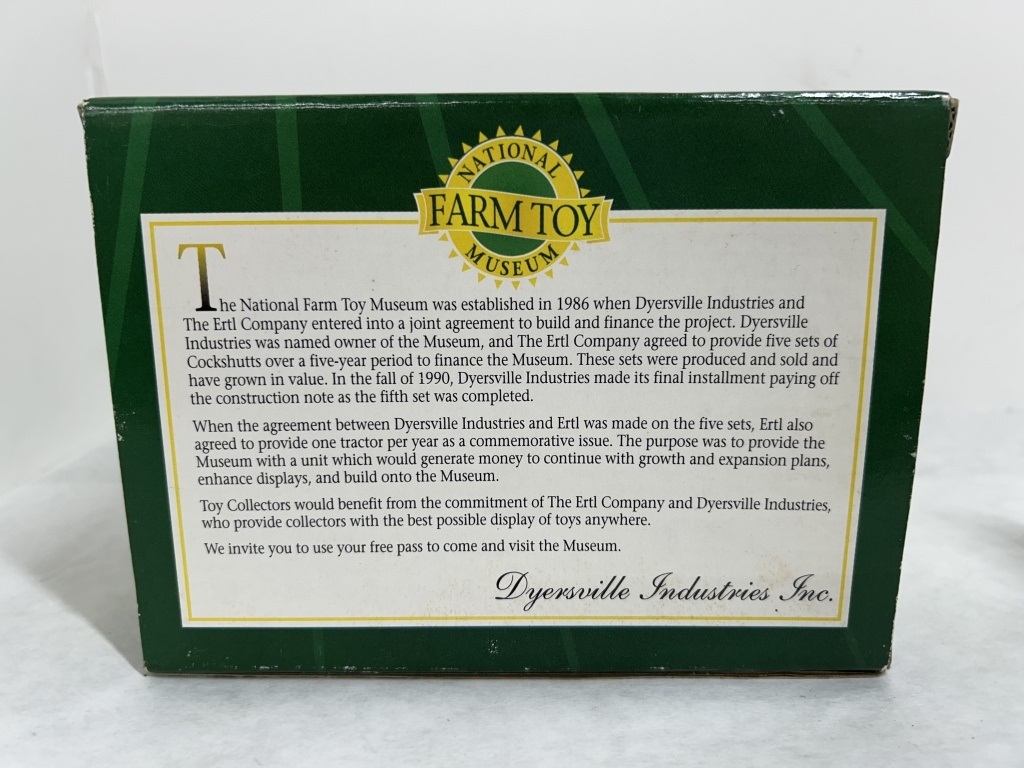 NATIONAL
FARM TOY
MUSEUM
The National Farm Toy Museum was established in 1986 when Dyersville Industries and
The Ertl Company entered into a joint agreement to build and finance the project. Dyersville
Industries was named owner of the Museum, and The Ertl Company agreed to provide five sets of
Cockshutts over a five-year period to finance the Museum. These sets were produced and sold and
have grown in value. In the fall of 1990, Dyersville Industries made its final installment paying off
the construction note as the fifth set was completed.
When the agreement between Dyersville Industries and Ertl was made on the five sets, Ertl also
agreed to provide one tractor per year as a commemorative issue. The purpose was to provide the
Museum with a unit which would generate money to continue with growth and expansion plans,
enhance displays, and build onto the Museum.
Toy Collectors would benefit from the commitment of The Ertl Company and Dyersville Industries,
who provide collectors with the best possible display of toys anywhere.
We invite you to use your free pass to come and visit the Museum.
Dyersville Industries Inc.